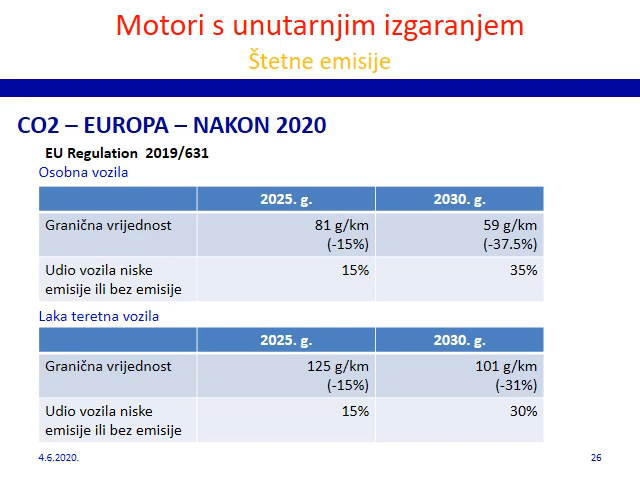 Motori s unutarnjim izgaranjem
Štetne emisije
CO2 – EUROPA – NAKON 2020
EU Regulation 2019/631
Osobna vozila
2025. g. 2030. g.
Granična vrijednost 81 g/km 59 g/km
(-15%) (-37.5%)
Udio vozila niske 15% 35%
emisije ili bez emisije
Laka teretna vozila
2025. g. 2030. g.
Granična vrijednost 125 g/km 101 g/km
(-15%) (-31%)
Udio vozila niske 15% 30%
emisije ili bez emisije
4.6.2020. 26